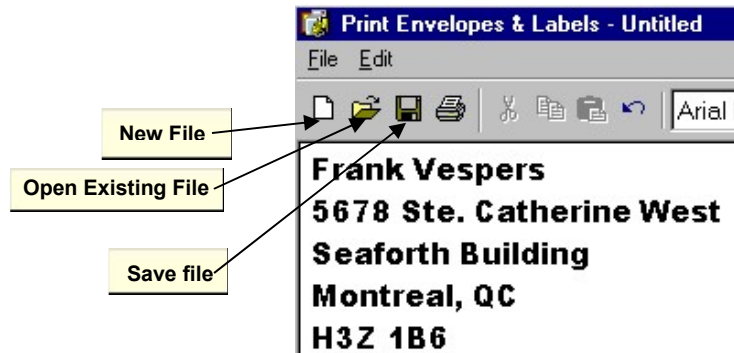 Print Envelopes & Labels - Untitled
File Edit
Arial
New File
Open Existing File
Save file
Frank Vespers
5678 Ste. Catherine West
Seaforth Building
Montreal, QC
H3Z 1B6